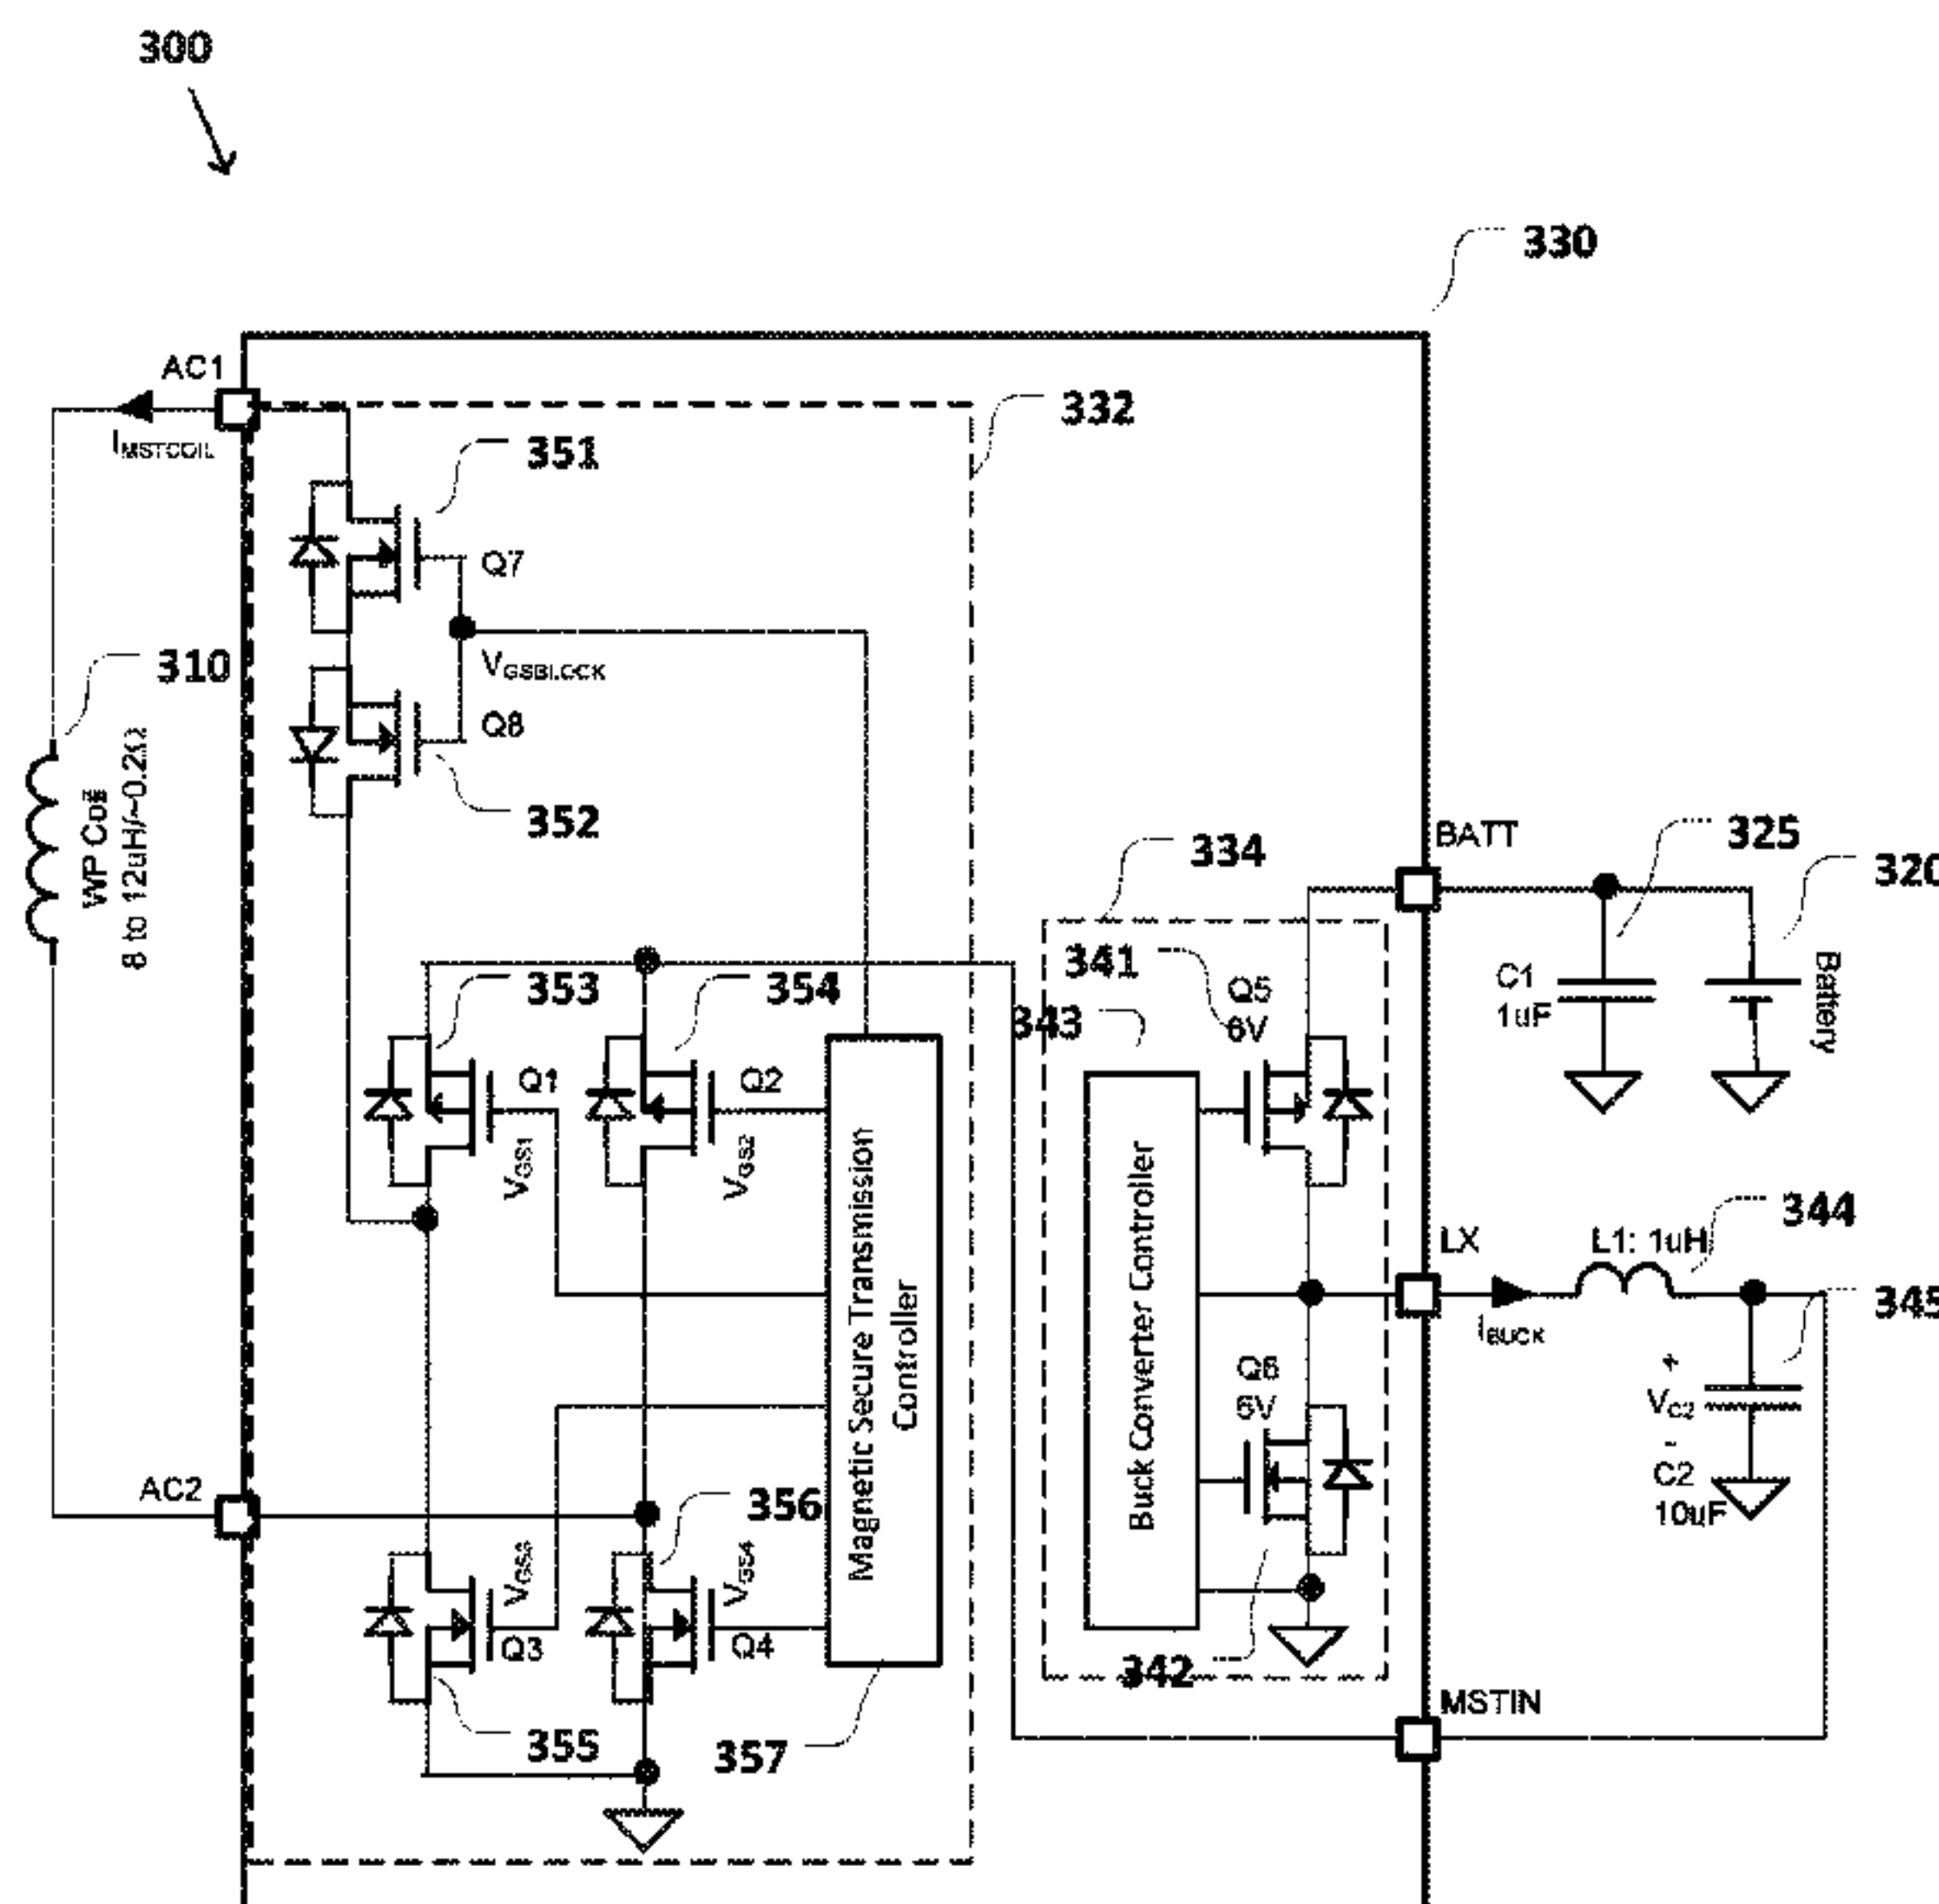 300
330
AC1
332
IMSTCOIL
351
Q7
310
VGSBLOCK
Q8
WP Coil
8 to 12uH/~0.2Ω
352
BATT
325
334
320
341
Q5
6V
C1
1uF
Battery
353
354
343
Q1
Q2
VGS1
VGS2
Magnetic Secure Transmission
Controller
Buck Converter Controller
LX
L1: 1uH
344
345
IBUCK
Q6
6V
+
VC2
-
C2
10uF
AC2
356
VGS3
VGS4
Q3
Q4
342
MSTIN
355
357